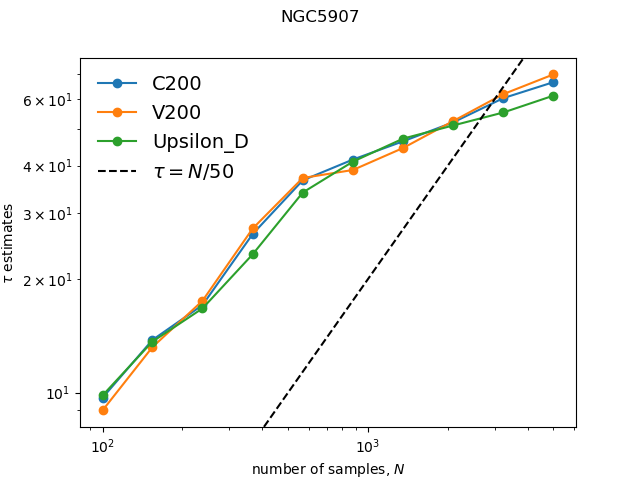 NGC5907
C200
V200
Upsilon_D
τ = N/50
6 × 10¹
4 × 10¹
3 × 10¹
2 × 10¹
10¹
τ estimates
10² 10³
number of samples, N